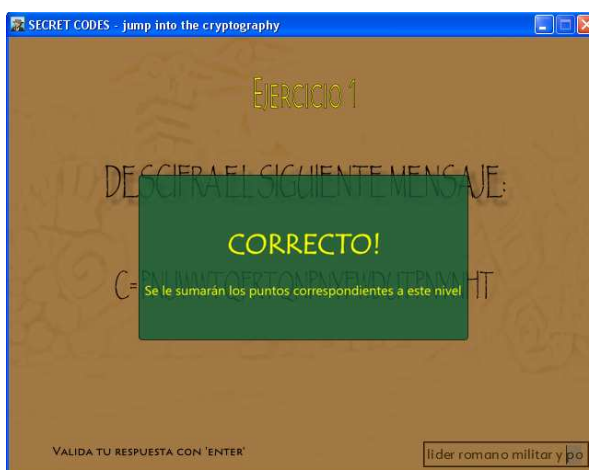 SECRET CODES - jump into the cryptography
EJERCICIO 1
DESCIFRA EL SIGUIENTE MENSAJE:
CORRECTO!
C=
Se le sumarán los puntos correspondientes a este nivel
VALIDA TU RESPUESTA CON 'ENTER'
lider romano militar y po